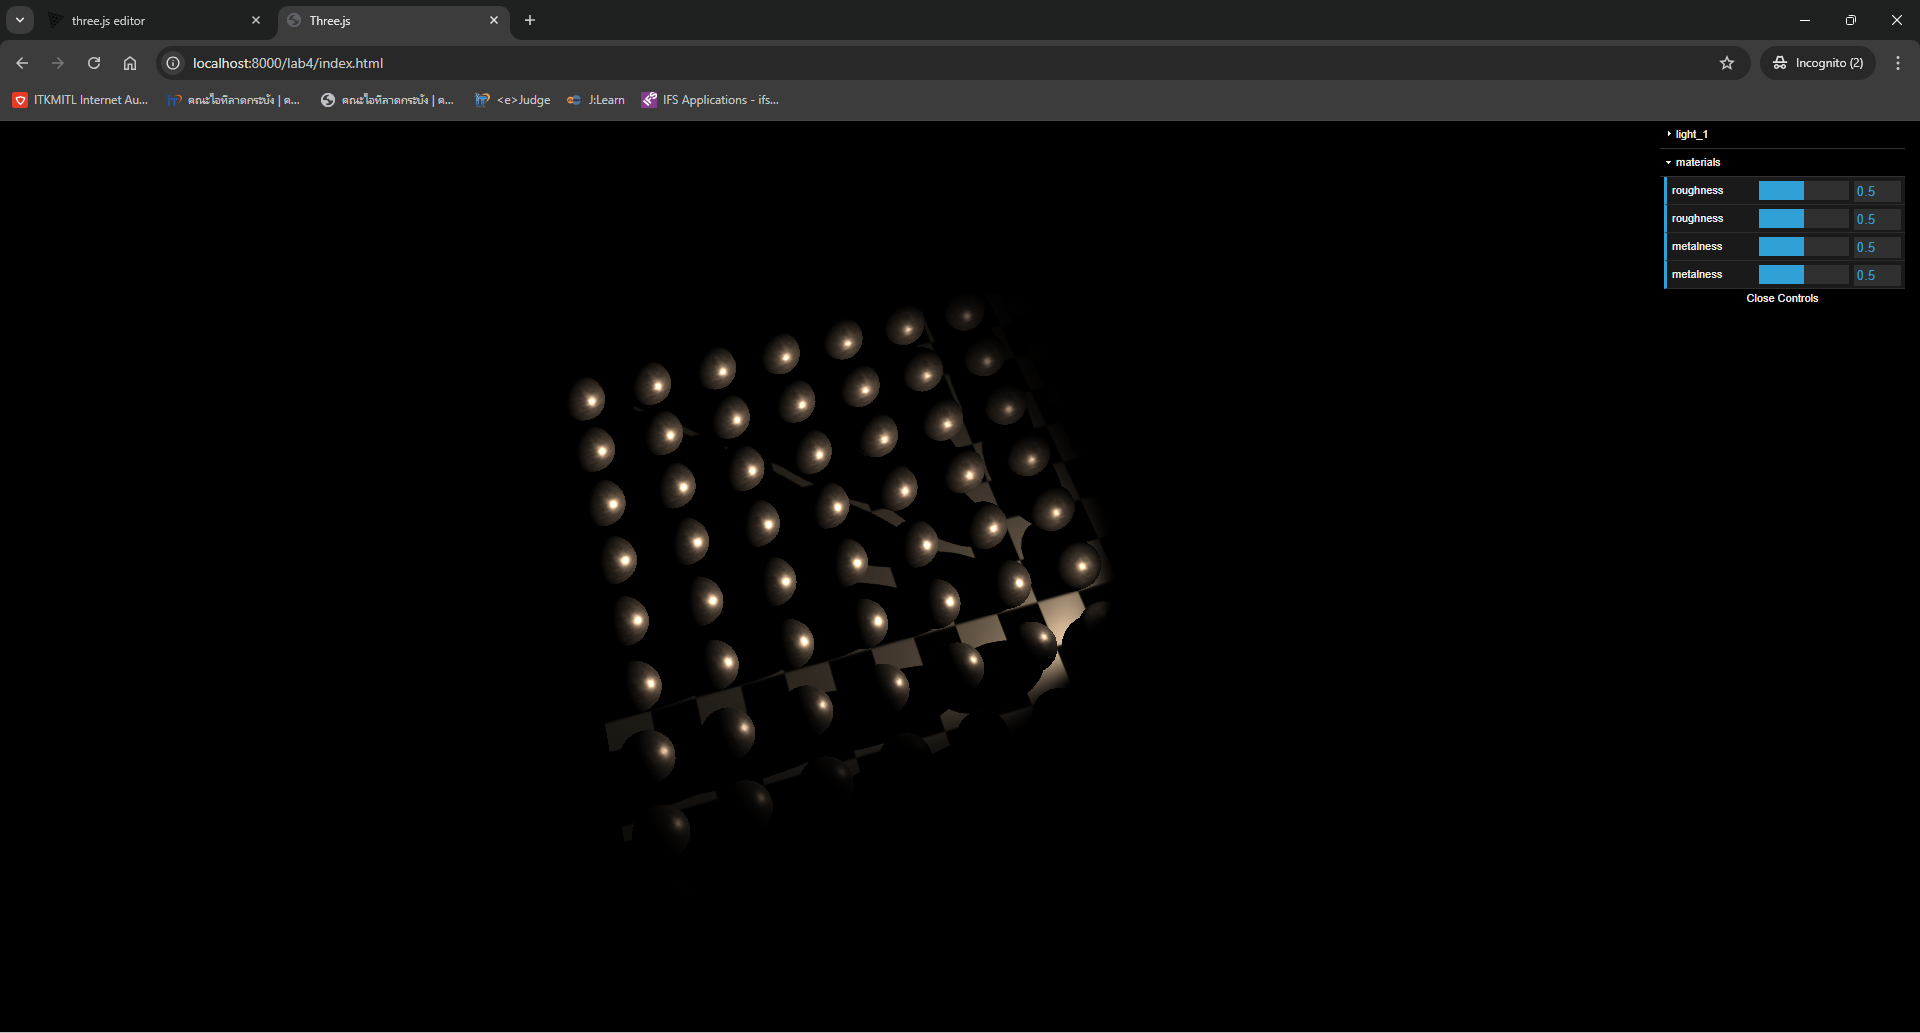 three.js editor
Three.js
localhost:8000/lab4/index.html
Incognito (2)
ITKMITL Internet Au...
คณะไอทีลาดกระบัง | ค...
คณะไอทีลาดกระบัง | ค...
<e>Judge
J:Learn
IFS Applications - ifs...
light_1
materials
roughness 0.5
roughness 0.5
metalness 0.5
metalness 0.5
Close Controls